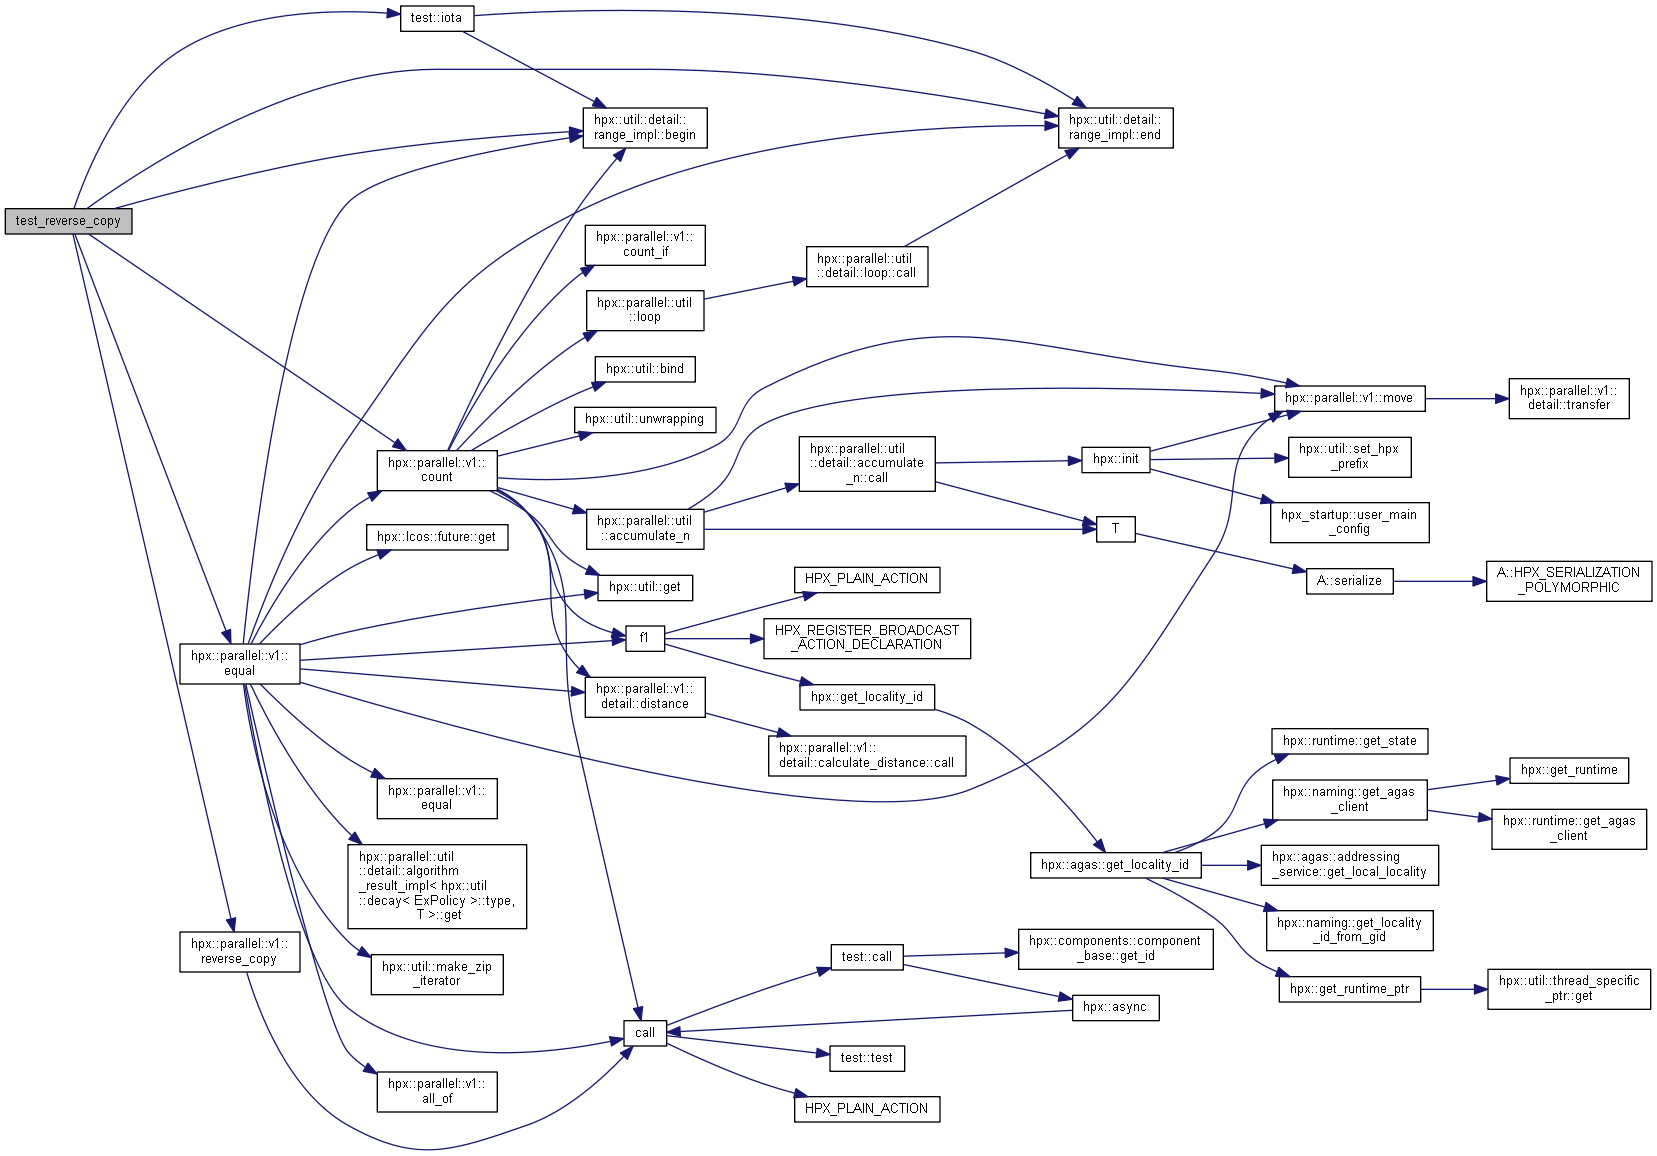 test::iota
hpx::util::detail::
range_impl::begin
hpx::util::detail::
range_impl::end
test_reverse_copy
hpx::parallel::v1::
count_if
hpx::parallel::util
::detail::loop::call
hpx::parallel::util
::loop
hpx::util::bind
hpx::parallel::v1::move
hpx::parallel::v1::
detail::transfer
hpx::util::unwrapping
hpx::parallel::v1::
count
hpx::parallel::util
::detail::accumulate
_n::call
hpx::init
hpx::util::set_hpx
_prefix
hpx::parallel::util
::accumulate_n
T
hpx_startup::user_main
_config
hpx::lcos::future::get
hpx::util::get
HPX_PLAIN_ACTION
A::serialize
A::HPX_SERIALIZATION
_POLYMORPHIC
f1
HPX_REGISTER_BROADCAST
_ACTION_DECLARATION
hpx::parallel::v1::
equal
hpx::parallel::v1::
detail::distance
hpx::get_locality_id
hpx::parallel::v1::
detail::calculate_distance::call
hpx::runtime::get_state
hpx::get_runtime
hpx::parallel::v1::
equal
hpx::naming::get_agas
_client
hpx::runtime::get_agas
_client
hpx::parallel::util
::detail::algorithm
_result_impl< hpx::util
::decay< ExPolicy >::type,
T >::get
hpx::agas::get_locality_id
hpx::agas::addressing
_service::get_local_locality
hpx::naming::get_locality
_id_from_gid
hpx::parallel::v1::
reverse_copy
hpx::util::make_zip
_iterator
test::call
hpx::components::component
_base::get_id
hpx::get_runtime_ptr
hpx::util::thread_specific
_ptr::get
hpx::async
call
test::test
hpx::parallel::v1::
all_of
HPX_PLAIN_ACTION